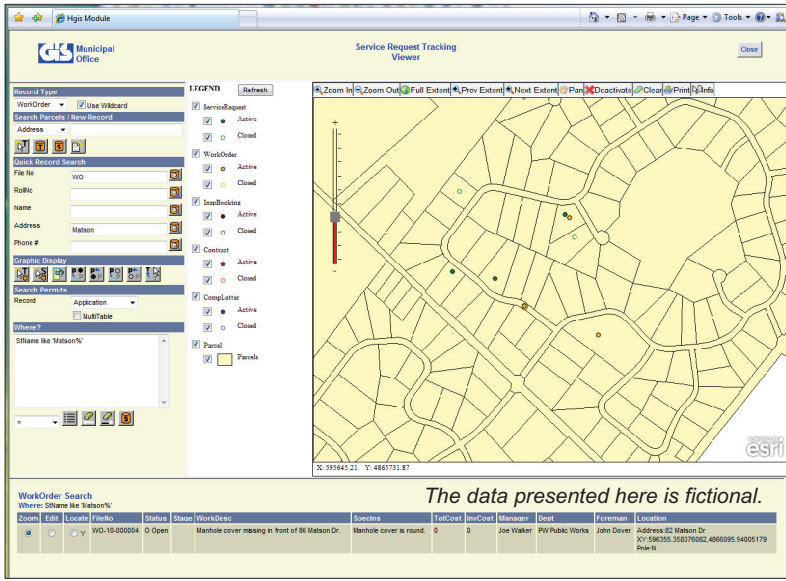 Hgis Module
Page
Tools
GIS Municipal Office
Service Request Tracking
Viewer
Close
Record Type
WorkOrder
Use Wildcard
Search Parcels / New Record
Address
Quick Record Search
File No
WO
RollNo
Name
Address
Matson
Phone #
Graphic Display
Search Permits
Record
Application
MultiTable
Where?
StName like 'Matson%'
=
LEGEND
Refresh
ServiceRequest
Active
Closed
WorkOrder
Active
Closed
InspBooking
Active
Closed
Contract
Active
Closed
CompLetter
Active
Closed
Parcel
Parcels
Zoom In Zoom Out Full Extent Prev Extent Next Extent Pan Deactivate Clear Print Info
esri
X: 595645.21 Y: 4865731.87
The data presented here is fictional.
WorkOrder Search
Where: StName like 'Matson%'
Zoom Edit Locate FileNo Status Stage WorkDesc SpecIns TotCost InvCost Manager Dept Foreman Location
Y WO-10-000004 O Open Manhole cover missing in front of 86 Matson Dr. Manhole cover is round. 0 0 Joe Walker PW Public Works John Dover Address:82 Matson Dr
XY:596355.358076082,4866095.94005179
Pole:N